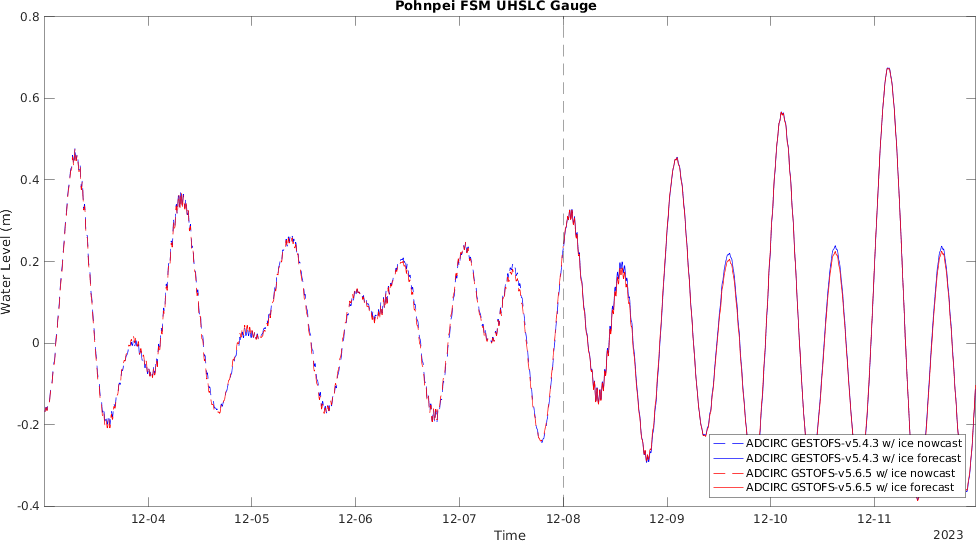 Pohnpei FSM UHSLC Gauge
0.8
0.6
0.4
0.2
0
-0.2
-0.4
Water Level (m)
ADCIRC GESTOFS-v5.4.3 w/ ice nowcast
ADCIRC GESTOFS-v5.4.3 w/ ice forecast
ADCIRC GSTOFS-v5.6.5 w/ ice nowcast
ADCIRC GSTOFS-v5.6.5 w/ ice forecast
12-04 12-05 12-06 12-07 12-08 12-09 12-10 12-11
Time
2023